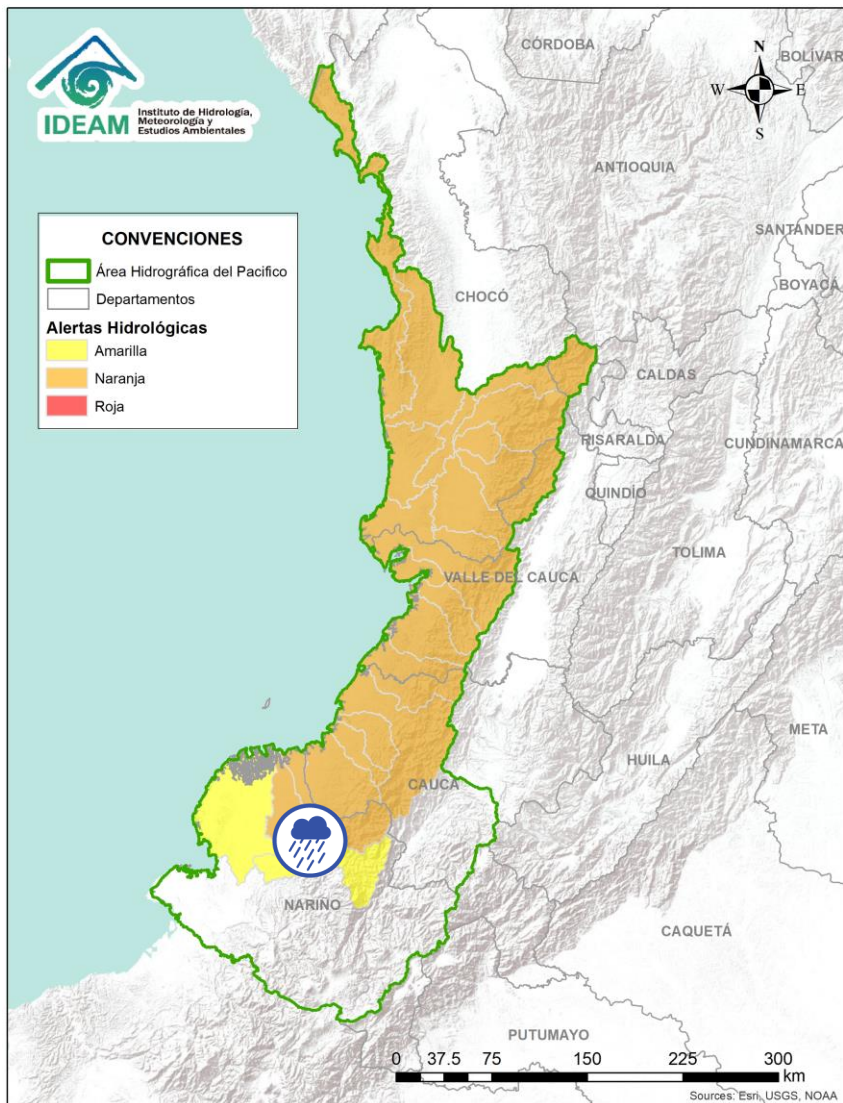 CÓRDOBA
BOLÍVAR
N
W E
S
IDEAM
Instituto de Hidrología,
Meteorología y
Estudios Ambientales
ANTIOQUIA
SANTANDER
CONVENCIONES
Área Hidrográfica del Pacifico
Departamentos
Alertas Hidrológicas
Amarilla
Naranja
Roja
BOYACÁ
CHOCÓ
CALDAS
RISARALDA
CUNDINAMARCA
QUINDÍO
TOLIMA
VALLE DEL CAUCA
META
HUILA
CAUCA
NARIÑO
CAQUETÁ
PUTUMAYO
0 37.5 75 150 225 300
km
Sources: Esri, USGS, NOAA